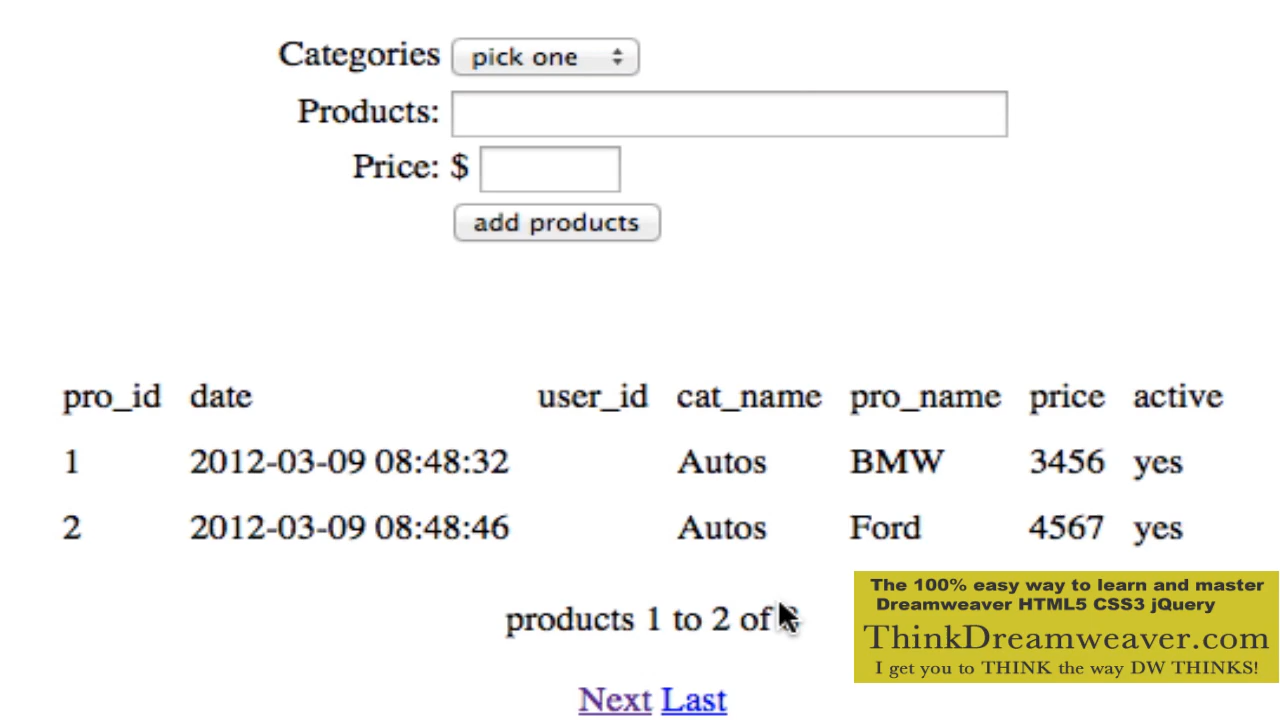 Categories pick one
Products:
Price: $
add products
pro_id date user_id cat_name pro_name price active
1 2012-03-09 08:48:32 Autos BMW 3456 yes
2 2012-03-09 08:48:46 Autos Ford 4567 yes
products 1 to 2 of
Next Last
The 100% easy way to learn and master
Dreamweaver HTML5 CSS3 jQuery
ThinkDreamweaver.com
I get you to THINK the way DW THINKS!